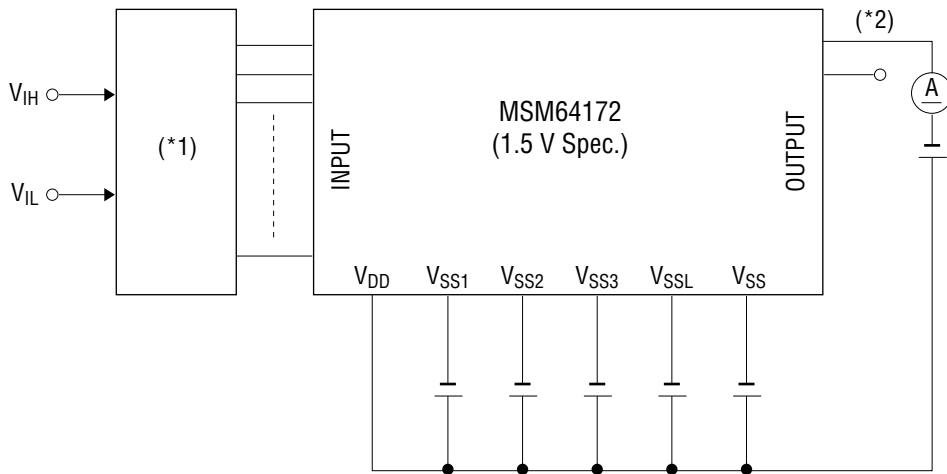 (*2)
V_IH
V_IL
(*1)
INPUT
MSM64172
(1.5 V Spec.)
OUTPUT
A
V_DD V_SS1 V_SS2 V_SS3 V_SSL V_SS